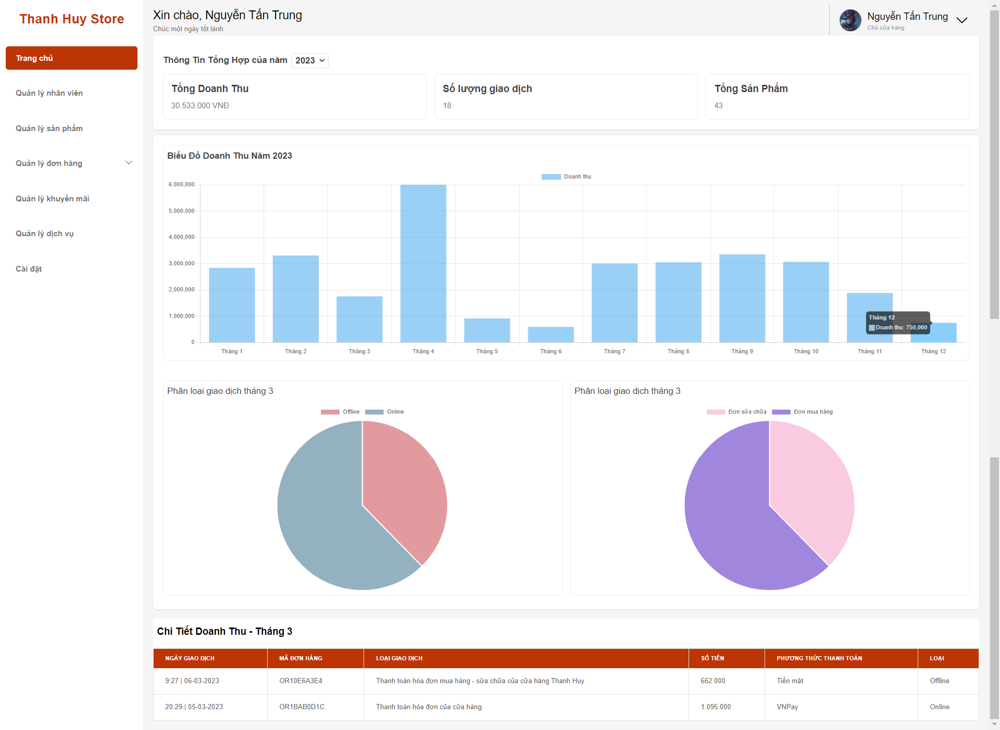 Thanh Huy Store
Trang chủ
Quản lý nhân viên
Quản lý sản phẩm
Quản lý đơn hàng
Quản lý khuyến mãi
Quản lý dịch vụ
Cài đặt
Xin chào, Nguyễn Tấn Trung
Chúc một ngày tốt lành
Nguyễn Tấn Trung
Chủ cửa hàng
Thông Tin Tổng Hợp của năm 2023
Tổng Doanh Thu
30.533.000 VNĐ
Số lượng giao dịch
18
Tổng Sản Phẩm
43
Biểu Đồ Doanh Thu Năm 2023
Doanh thu
6,000,000
5,000,000
4,000,000
3,000,000
2,000,000
1,000,000
0
Tháng 12
Doanh thu: 750,000
Tháng 1 Tháng 2 Tháng 3 Tháng 4 Tháng 5 Tháng 6 Tháng 7 Tháng 8 Tháng 9 Tháng 10 Tháng 11 Tháng 12
Phân loại giao dịch tháng 3
Offline Online
Phân loại giao dịch tháng 3
Đơn sửa chữa Đơn mua hàng
Chi Tiết Doanh Thu - Tháng 3
NGÀY GIAO DỊCH MÃ ĐƠN HÀNG LOẠI GIAO DỊCH SỐ TIỀN PHƯƠNG THỨC THANH TOÁN LOẠI
9:27 | 06-03-2023 OR10E6A3E4 Thanh toán hóa đơn mua hàng - sửa chữa của cửa hàng Thanh Huy 662.000 Tiền mặt Offline
20:29 | 05-03-2023 OR1BAB0D1C Thanh toán hóa đơn của cửa hàng. 1.095.000 VNPay Online